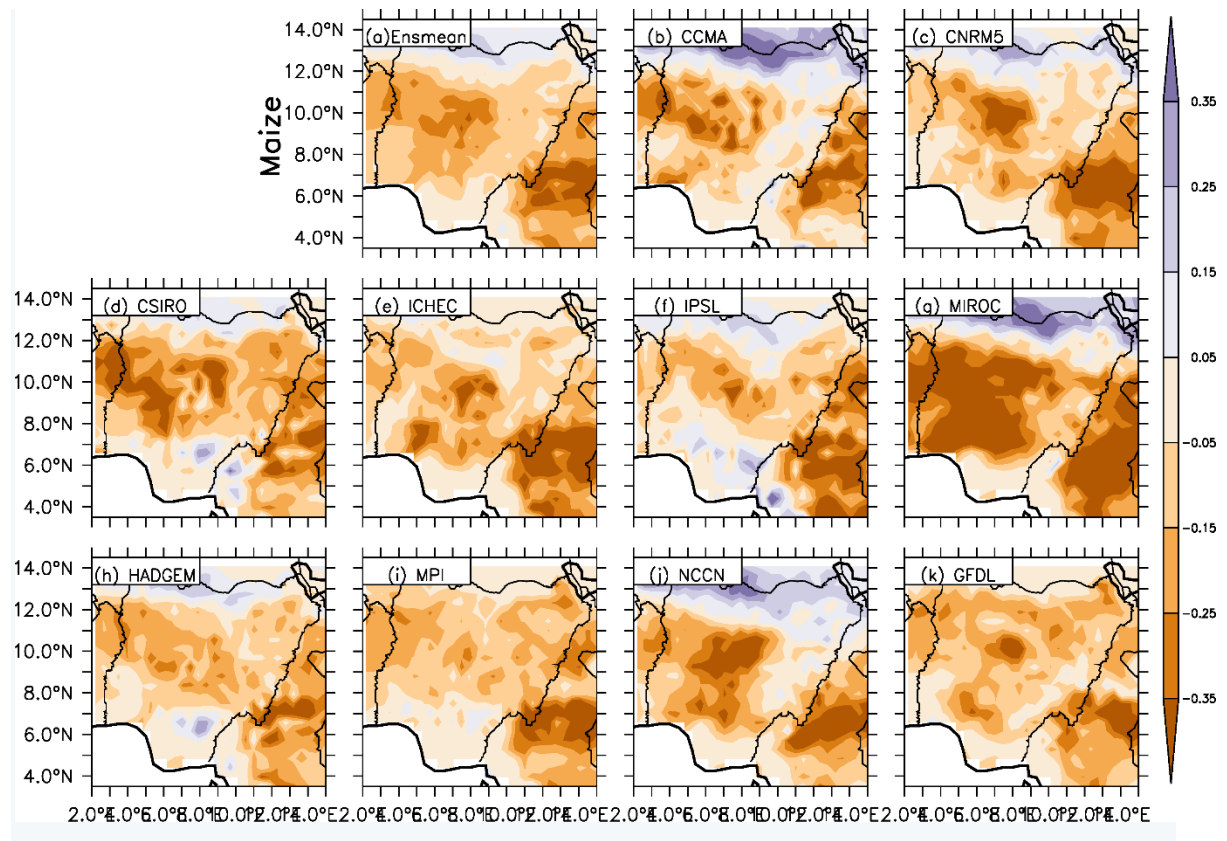 Maize
(a)Ensmean
(b) CCMA
(c) CNRM5
14.0°N
12.0°N
10.0°N
8.0°N
6.0°N
4.0°N
(d) CSIRO
(e) ICHEC
(f) IPSL
(g) MIROC
14.0°N
12.0°N
10.0°N
8.0°N
6.0°N
4.0°N
(h) HADGEM
(i) MPI
(j) NCCN
(k) GFDL
14.0°N
12.0°N
10.0°N
8.0°N
6.0°N
4.0°N
2.0°E
0.35
0.25
0.15
0.05
-0.05
-0.15
-0.25
-0.35